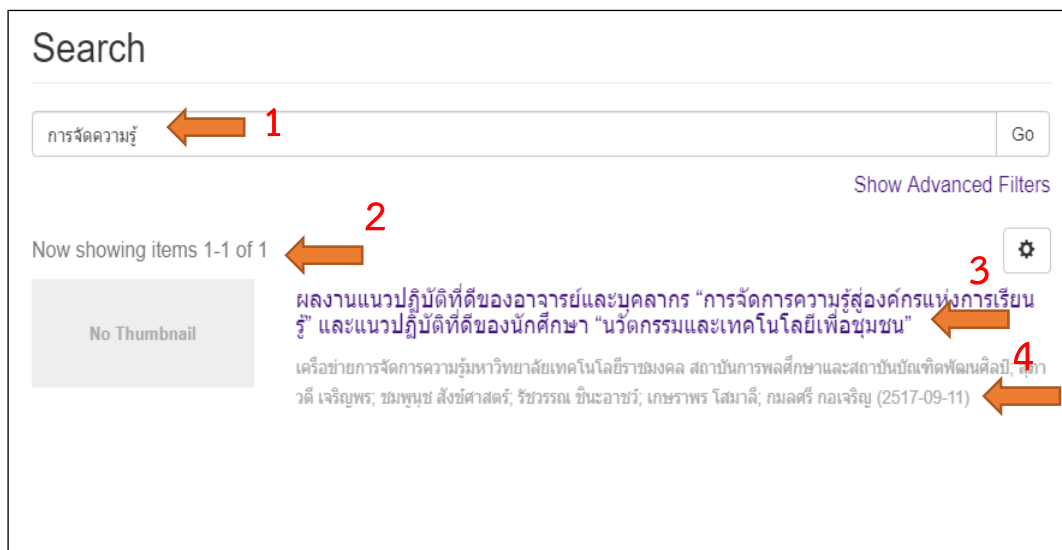 Search
การจัดความรู้
1
Go
Show Advanced Filters
2
Now showing items 1-1 of 1
3
No Thumbnail
ผลงานแนวปฏิบัติที่ดีของอาจารย์และบุคลากร “การจัดการความรู้สู่องค์กรแห่งการเรียน
รู้” และแนวปฏิบัติที่ดีของนักศึกษา “นวัตกรรมและเทคโนโลยีเพื่อชุมชน”
4
เครือข่ายการจัดการความรู้มหาวิทยาลัยเทคโนโลยีราชมงคล สถาบันการพลศึกษาและสถาบันบัณฑิตพัฒนศิลป์; สุภา
วดี เจริญพร; ชมพูนุช สังข์ศาสตร์; รัชวรรณ ชินะอาชว์; เกษราพร โสมาลี; กมลศรี กอเจริญ (2517-09-11)